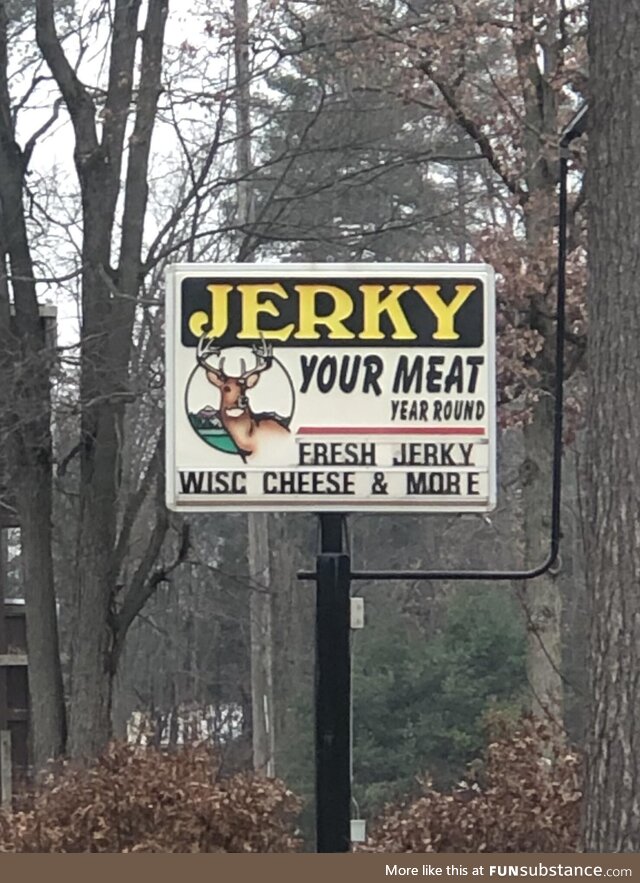 JERKY
YOUR MEAT
YEAR ROUND
FRESH JERKY
WISC CHEESE & MORE
More like this at FUNsubstance.com